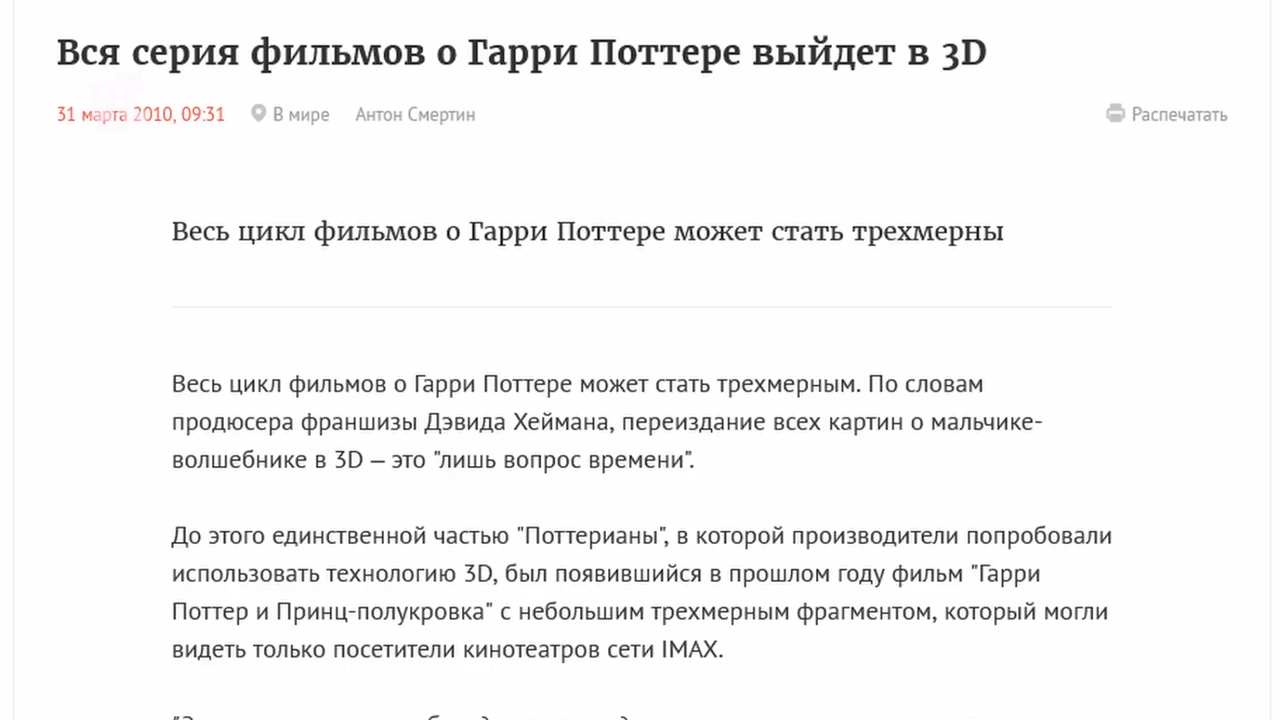 Вся серия фильмов о Гарри Поттере выйдет в 3D
31 марта 2010, 09:31 В мире Антон Смертин Распечатать
Весь цикл фильмов о Гарри Поттере может стать трехмерны
Весь цикл фильмов о Гарри Поттере может стать трехмерным. По словам
продюсера франшизы Дэвида Хеймана, переиздание всех картин о мальчике-
волшебнике в 3D — это "лишь вопрос времени".
До этого единственной частью "Поттерианы", в которой производители попробовали
использовать технологию 3D, был появившийся в прошлом году фильм "Гарри
Поттер и Принц-полукровка" с небольшим трехмерным фрагментом, который могли
видеть только посетители кинотеатров сети IMAX.